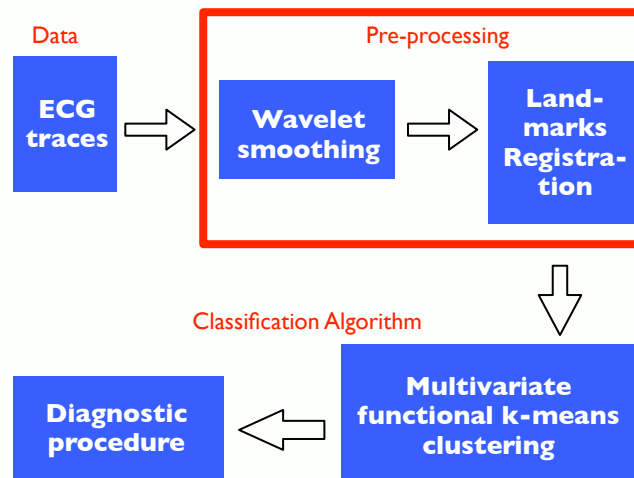 Data
Pre-processing
ECG
traces
Wavelet
smoothing
Land-
marks
Registra-
tion
Classification Algorithm
Diagnostic
procedure
Multivariate
functional k-means
clustering